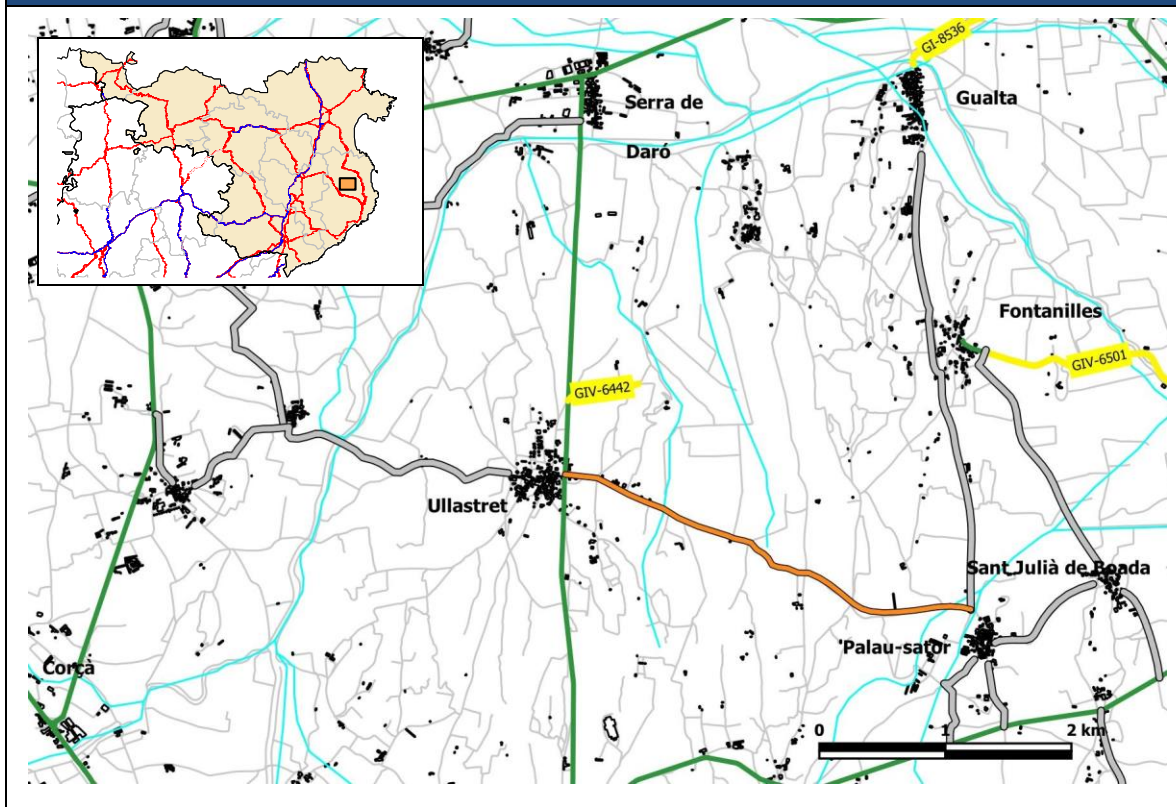 GI-8536
Serra de
Daró
Gualta
Fontanilles
GIV-6501
GIV-6442
Ullastret
Sant Julià de Boada
Palau-sator
Corçà
0 1 2 km